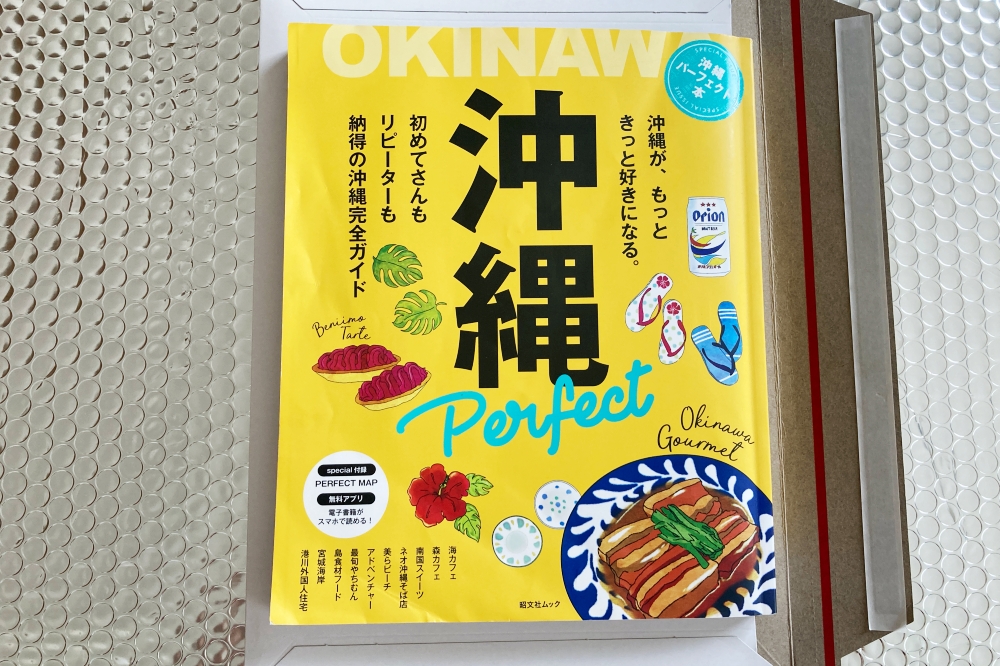 OKINAWA
SPECIAL
沖縄
パーフェクト
本
SPECIAL ISSUE
沖縄が、もっと
きっと好きになる。
沖縄
Perfect
初めてさんも
リピーターも
納得の沖縄完全ガイド
Orion
Beniimo
Tarte
Okinawa
Gourmet
special 付録
PERFECT MAP
無料アプリ
電子書籍が
スマホで読める!
海カフェ
森カフェ
南国スイーツ
ネオ沖縄そば店
美らビーチ
アドベンチャー
最旬やちむん
島食材フード
宮城海岸
港川外国人住宅
昭文社ムック